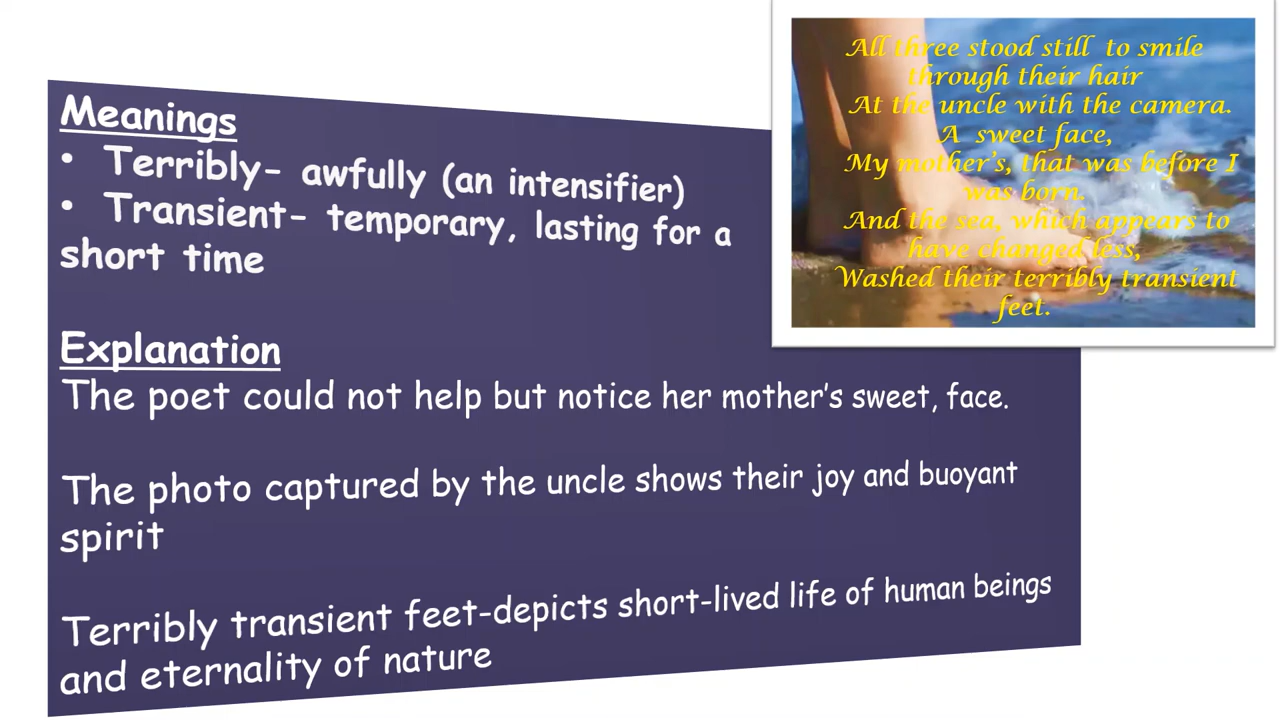 Meanings
• Terribly- awfully (an intensifier)
• Transient- temporary, lasting for a
short time
Explanation
The poet could not help but notice her mother's sweet, face.
The photo captured by the uncle shows their joy and buoyant
spirit
Terribly transient feet-depicts short-lived life of human beings
and eternality of nature
All three stood still to smile
through their hair
At the uncle with the camera.
A sweet face,
My mother's, that was before I
was born.
And the sea, which appears to
have changed less,
Washed their terribly transient
feet.